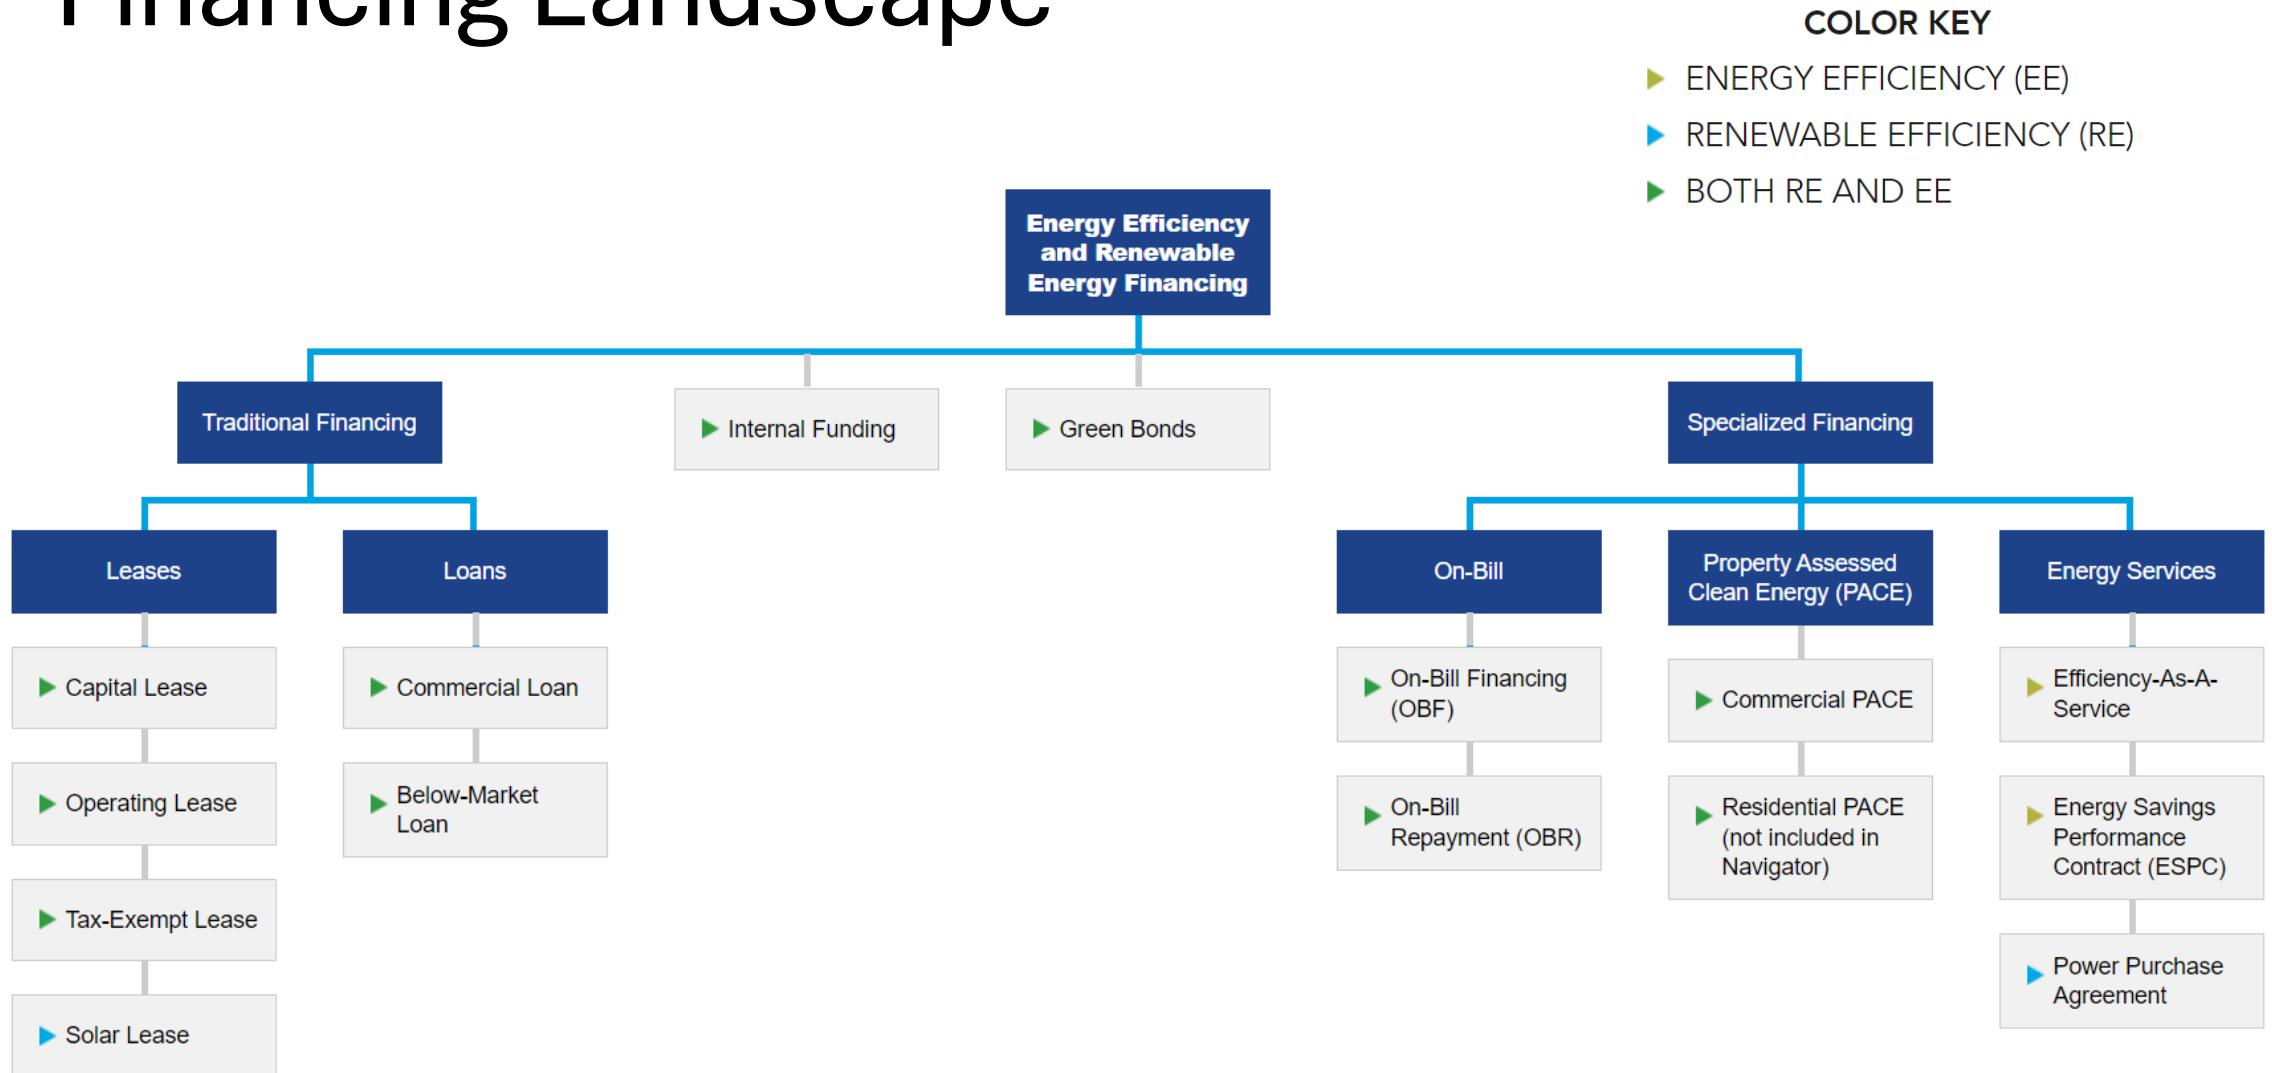 Financing Landscape
COLOR KEY
ENERGY EFFICIENCY (EE)
RENEWABLE EFFICIENCY (RE)
BOTH RE AND EE
Energy Efficiency
and Renewable
Energy Financing
Traditional Financing
Internal Funding
Green Bonds
Specialized Financing
Leases
Capital Lease
Operating Lease
Tax-Exempt Lease
Solar Lease
Loans
Commercial Loan
Below-Market
Loan
On-Bill
On-Bill Financing
(OBF)
On-Bill
Repayment (OBR)
Property Assessed
Clean Energy (PACE)
Commercial PACE
Residential PACE
(not included in
Navigator)
Energy Services
Efficiency-As-A-
Service
Energy Savings
Performance
Contract (ESPC)
Power Purchase
Agreement